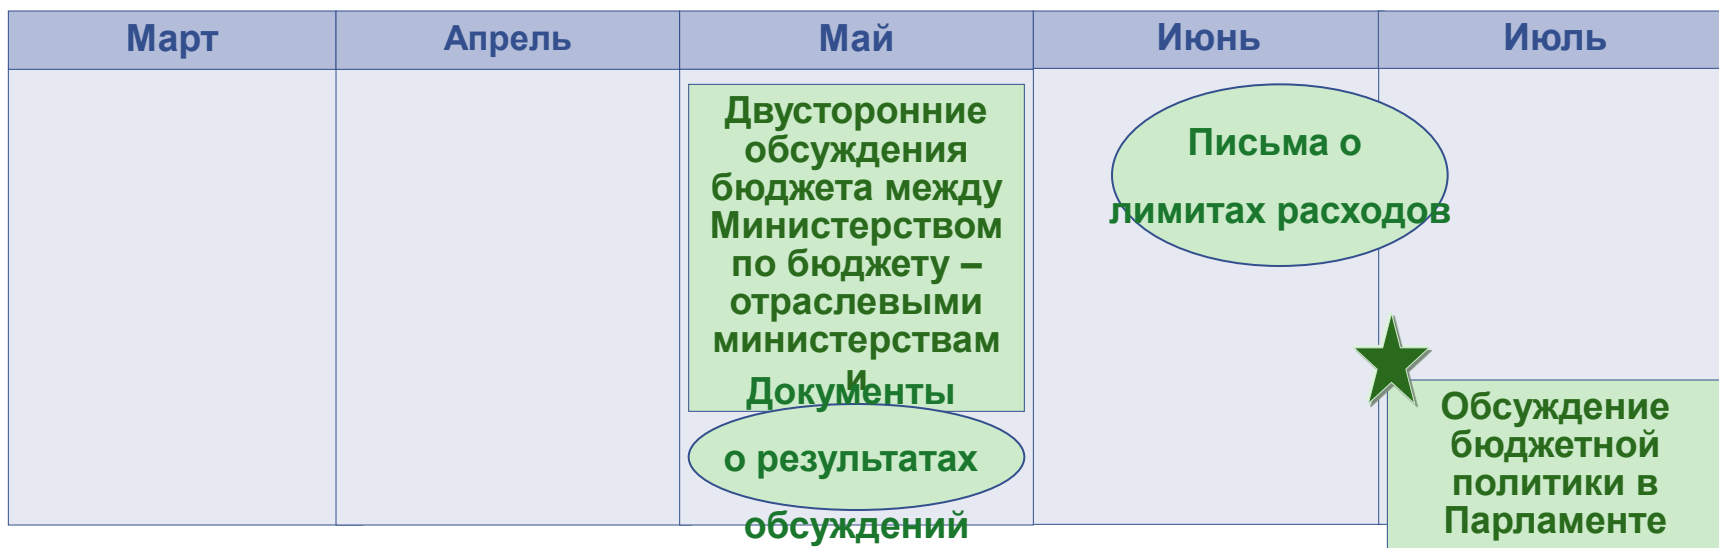 Март
Апрель
Май
Июнь
Июль
Двусторонние
обсуждения
бюджета между
Министерством
по бюджету –
отраслевыми
министерствам
и
Документы
о результатах
обсуждений
Письма о
лимитах расходов
Обсуждение
бюджетной
политики в
Парламенте